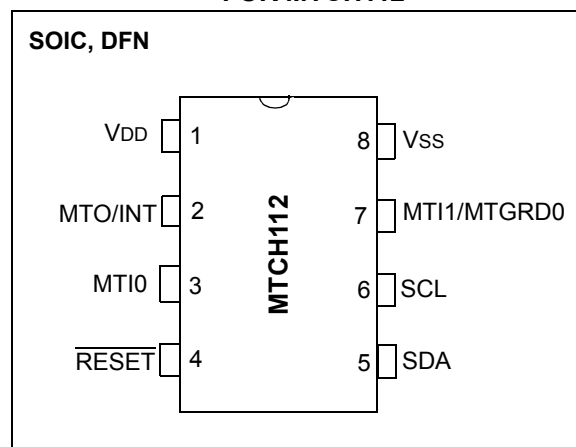 SOIC, DFN
VDD 1
8 VSS
MTO/INT 2
7 MTI1/MTGRD0
MTI0 3
6 SCL
RESET 4
5 SDA
MTCH112